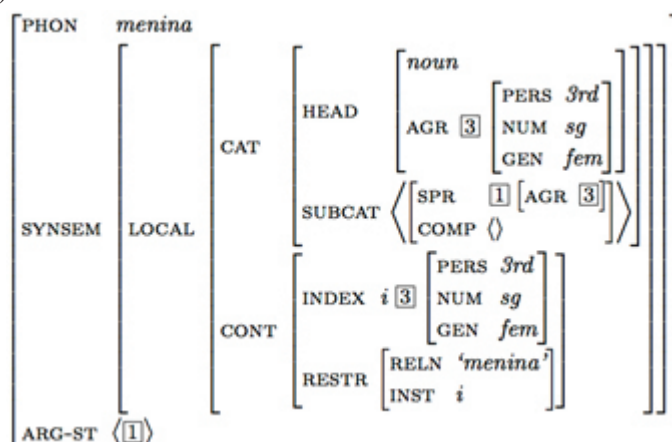 PHON menina
noun
PERS 3rd
HEAD
AGR 3 NUM sg
GEN fem
CAT
SPR 1 [AGR 3]
SUBCAT ⟨ ⟩
COMP ⟨⟩
SYNSEM LOCAL
PERS 3rd
INDEX i 3 NUM sg
GEN fem
CONT
RELN ‘menina’
RESTR
INST i
ARG-ST ⟨1⟩